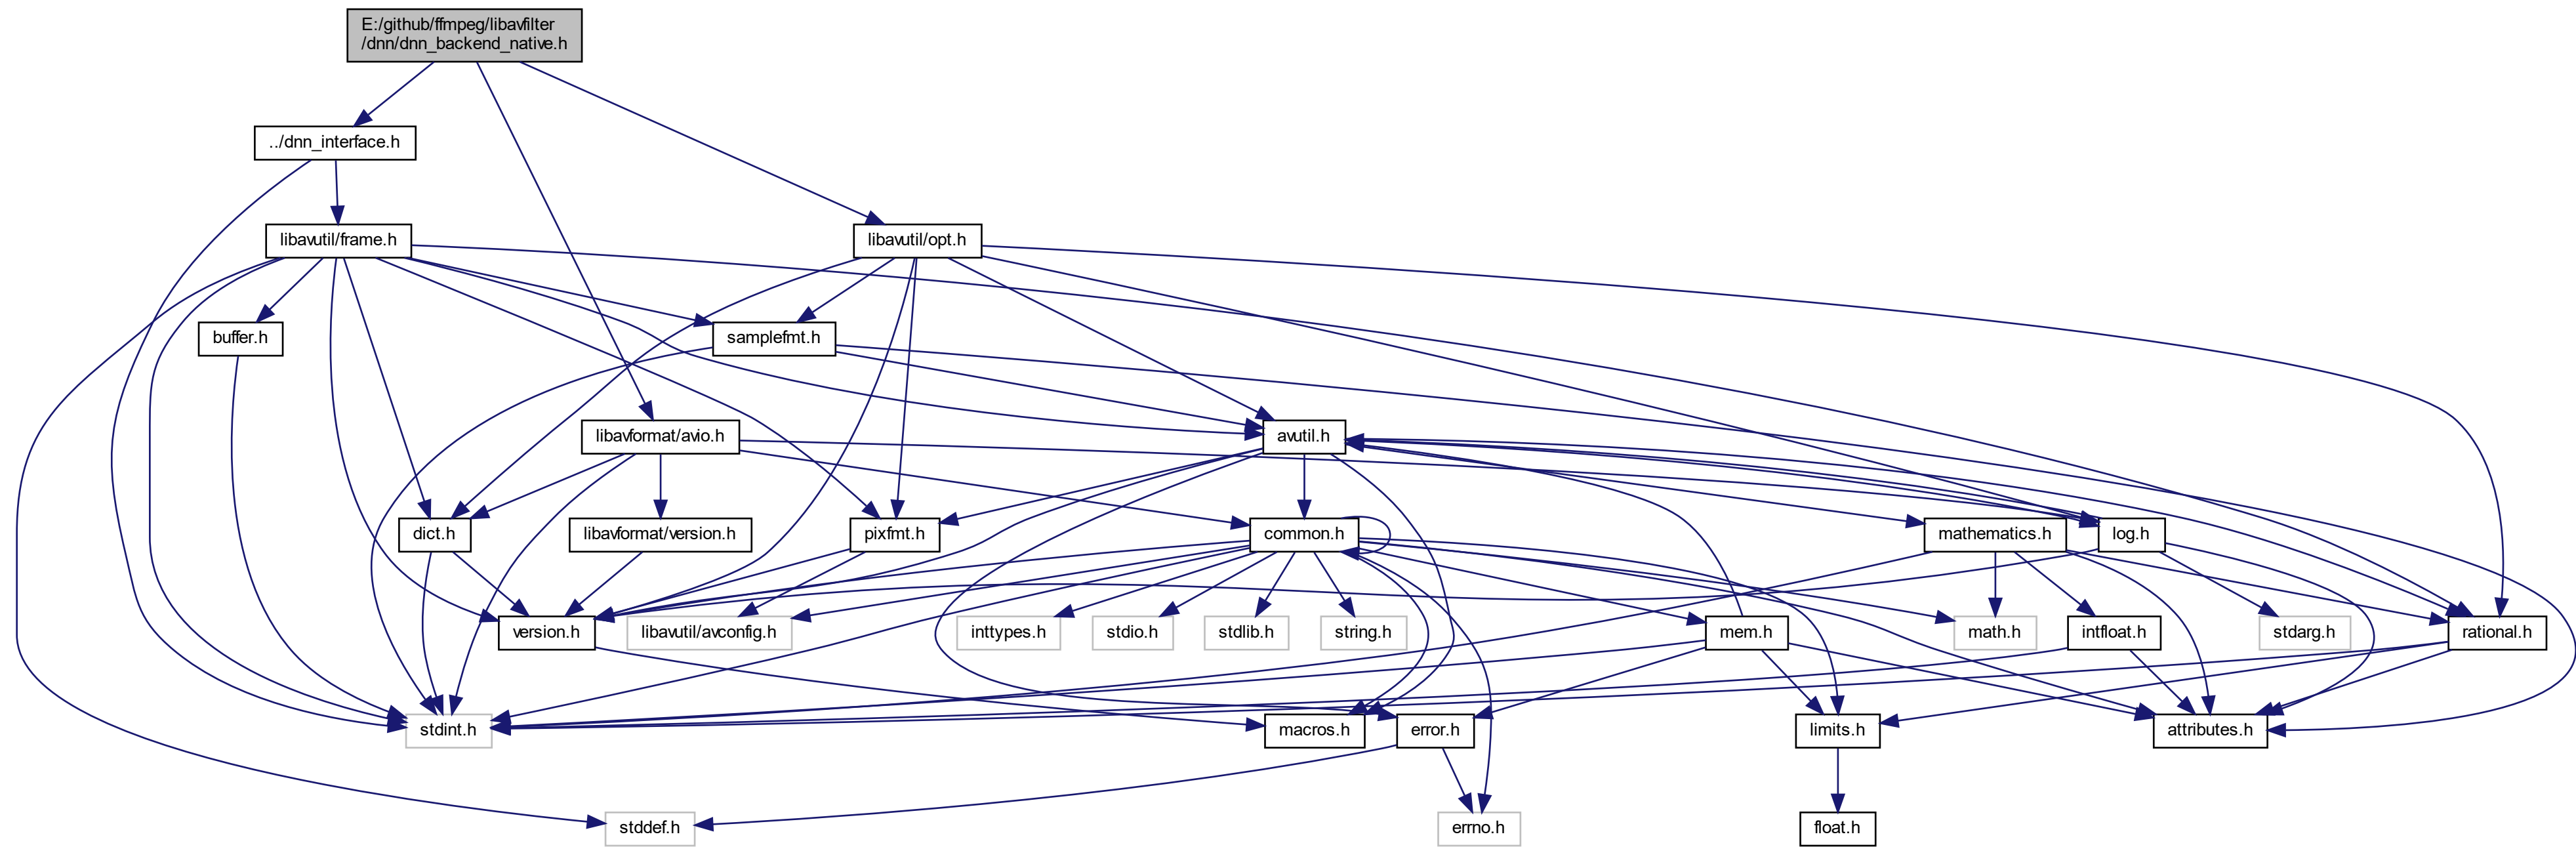 E:/github/ffmpeg/libavfilter
/dnn/dnn_backend_native.h
../dnn_interface.h
libavutil/frame.h
libavutil/opt.h
buffer.h
samplefmt.h
libavformat/avio.h
avutil.h
dict.h
libavformat/version.h
pixfmt.h
common.h
mathematics.h
log.h
version.h
libavutil/avconfig.h
inttypes.h
stdio.h
stdlib.h
string.h
mem.h
math.h
intfloat.h
stdarg.h
rational.h
stdint.h
macros.h
error.h
limits.h
attributes.h
stddef.h
errno.h
float.h